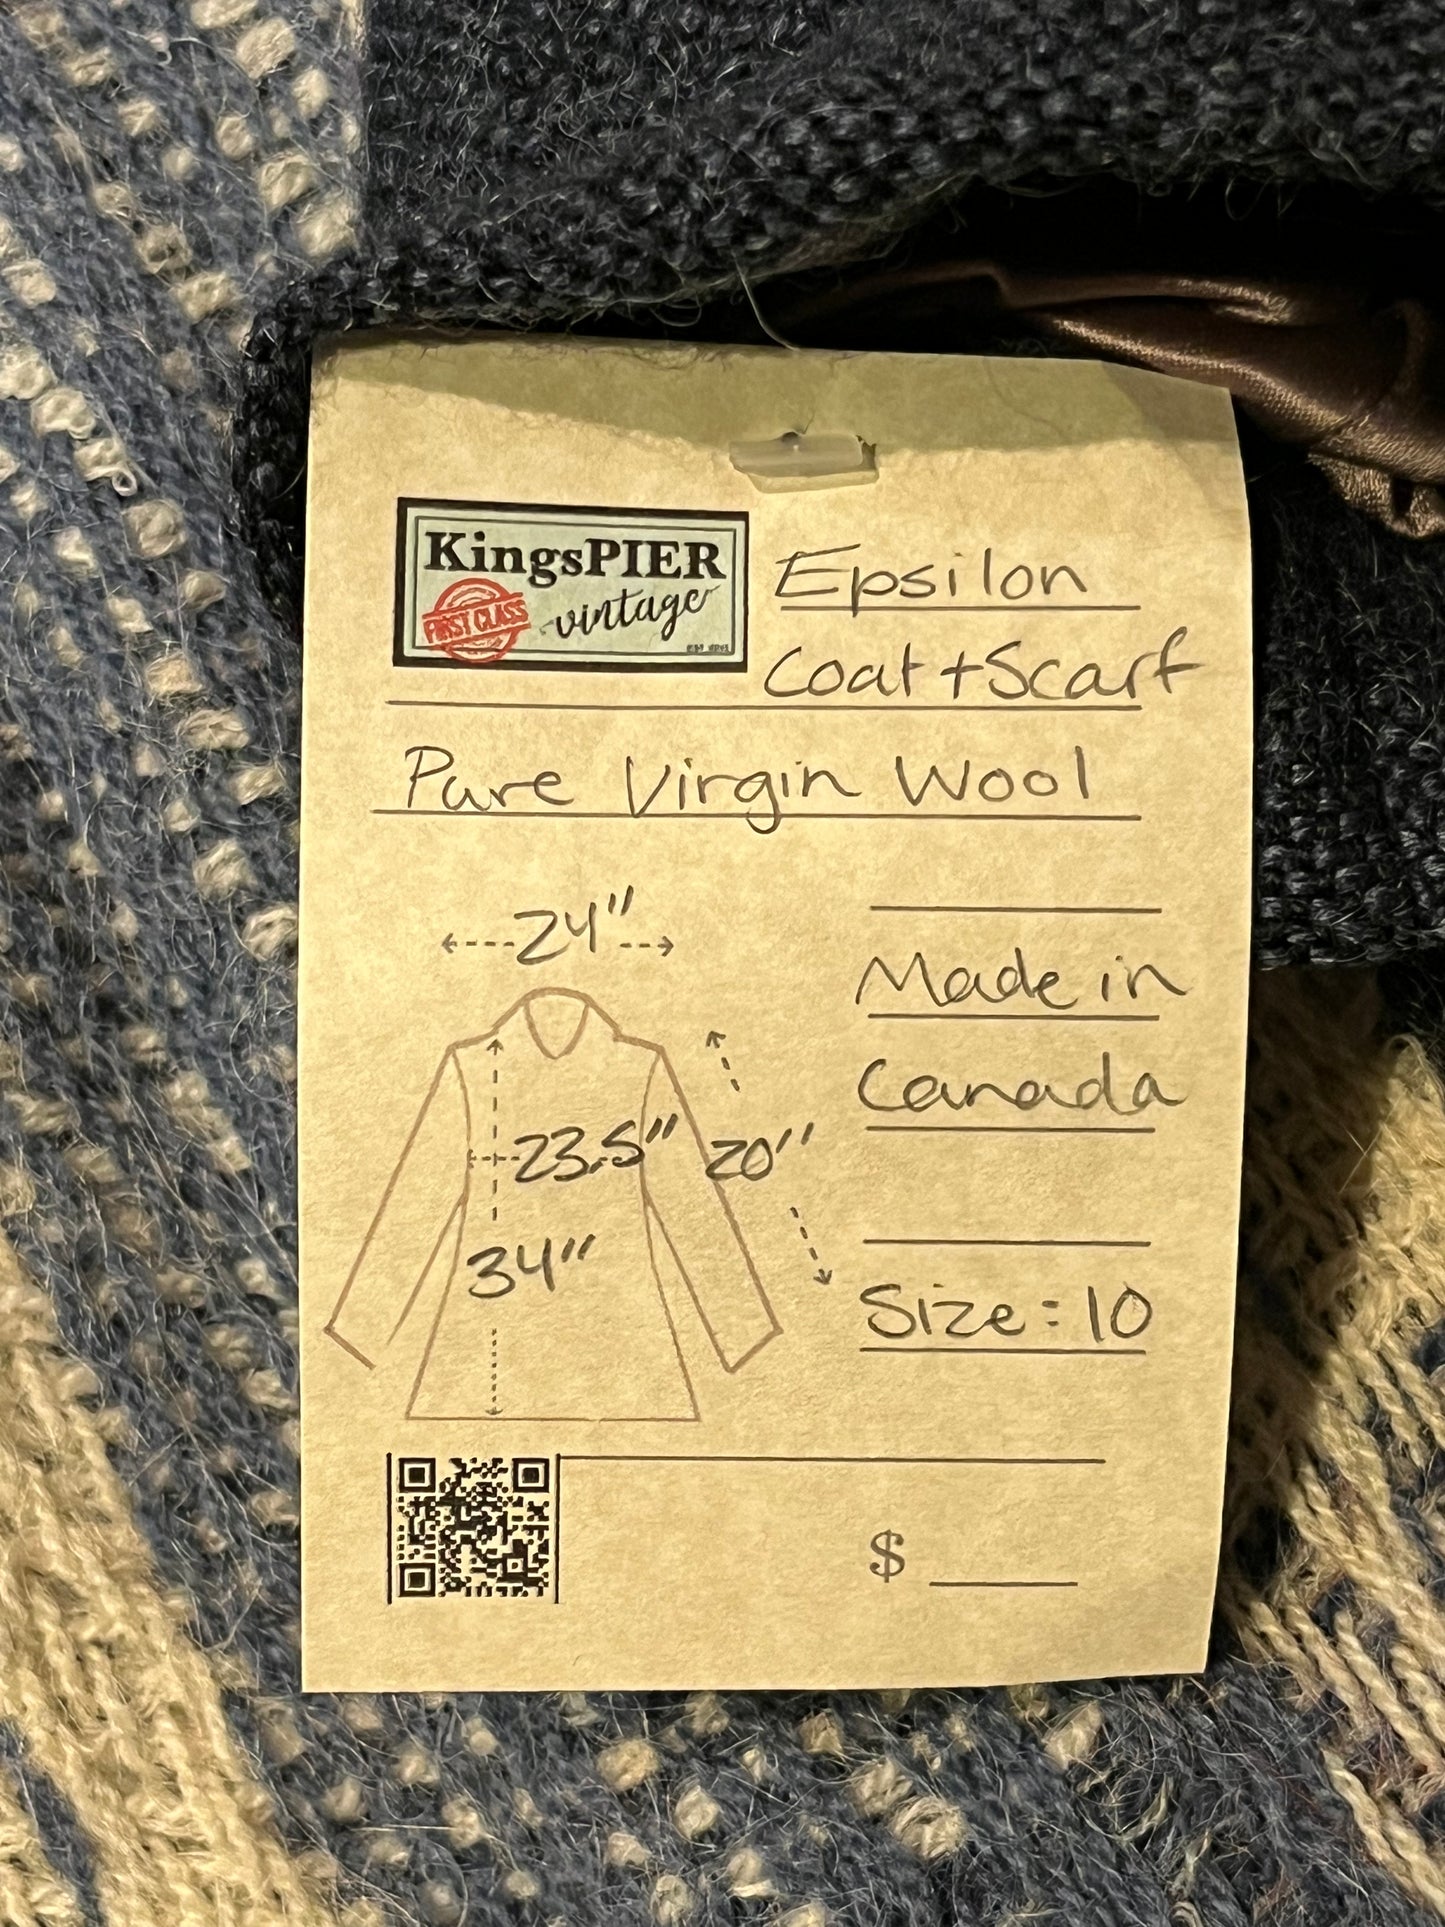 KingsPIER
vintage
FIRST CLASS
Epsilon
Coat + Scarf
Pure Virgin Wool
24"
Made in
Canada
23.5"
20"
34"
Size: 10
$